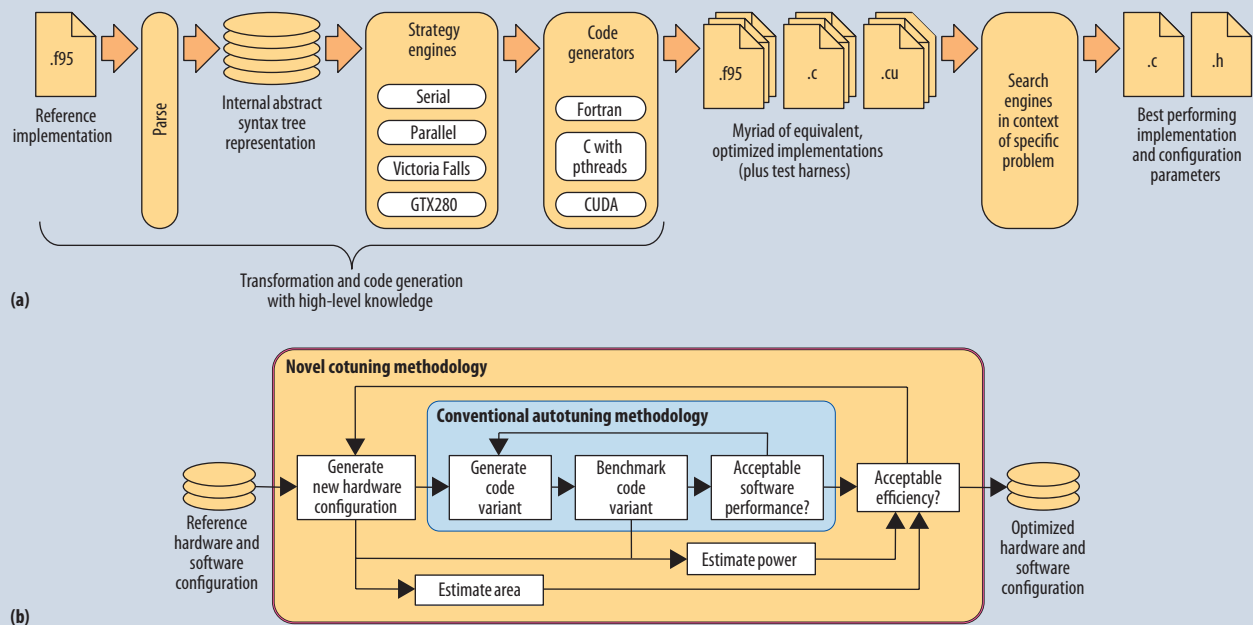 .f95
Reference
implementation
Parse
Internal abstract
syntax tree
representation
Strategy
engines
Serial
Parallel
Victoria Falls
GTX280
Code
generators
Fortran
C with
pthreads
CUDA
.f95
.c
.cu
Myriad of equivalent,
optimized implementations
(plus test harness)
Search
engines
in context
of specific
problem
.c
.h
Best performing
implementation
and configuration
parameters
Transformation and code generation
with high-level knowledge
(a)
Novel cotuning methodology
Conventional autotuning methodology
Reference
hardware and
software
configuration
Generate
new hardware
configuration
Generate
code
variant
Benchmark
code
variant
Acceptable
software
performance?
Acceptable
efficiency?
Optimized
hardware and
software
configuration
Estimate power
Estimate area
(b)